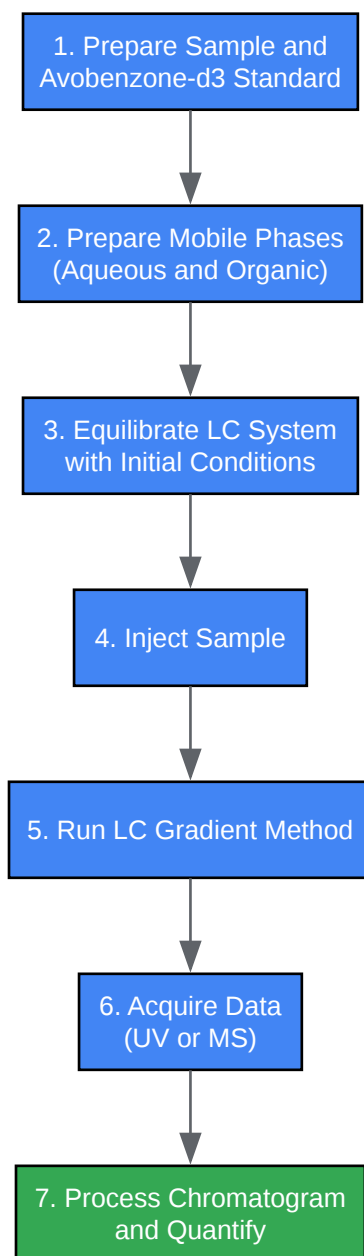 1. Prepare Sample and
Avobenzone-d3 Standard
2. Prepare Mobile Phases
(Aqueous and Organic)
3. Equilibrate LC System
with Initial Conditions
4. Inject Sample
5. Run LC Gradient Method
6. Acquire Data
(UV or MS)
7. Process Chromatogram
and Quantify